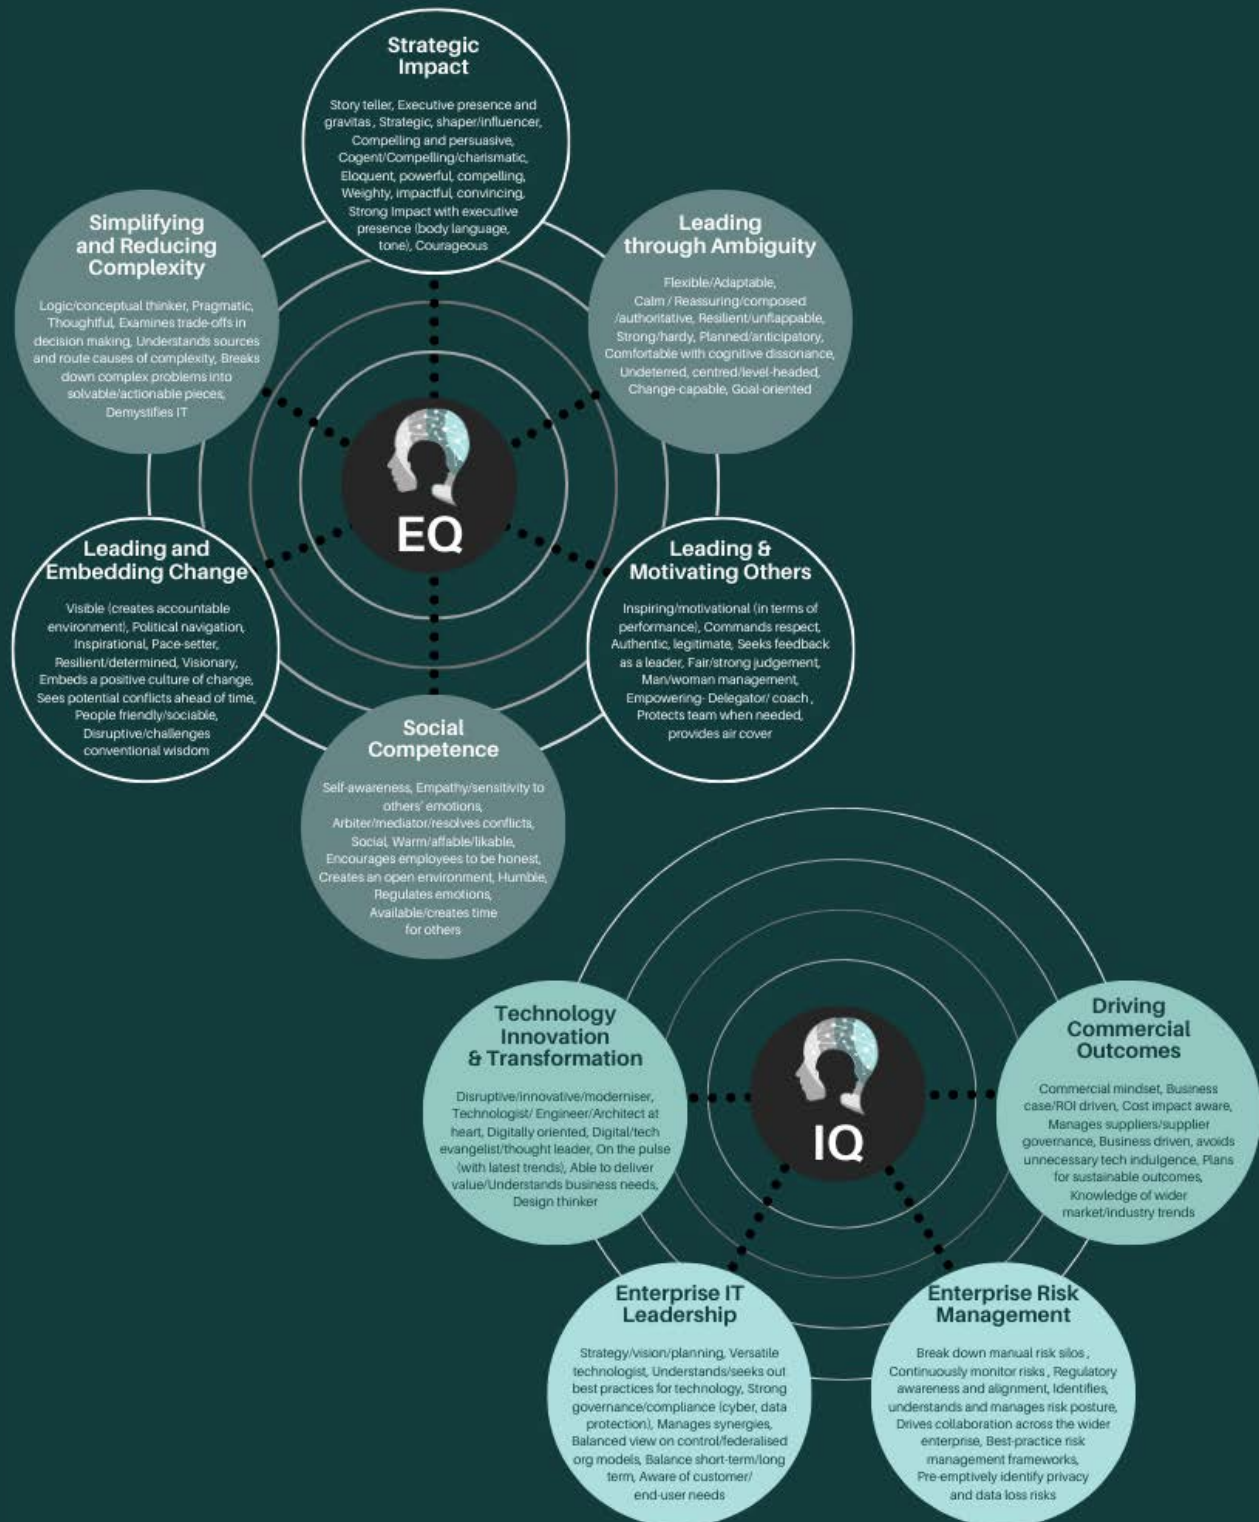 Strategic
Impact
Story teller, Executive presence and
gravitas , Strategic, shaper/influencer,
Compelling and persuasive,
Cogent/Compelling/charismatic,
Eloquent, powerful, compelling,
Weighty, impactful, convincing,
Strong Impact with executive
presence (body language,
tone), Courageous
Simplifying
and Reducing
Complexity
Logic/conceptual thinker, Pragmatic,
Thoughtful, Examines trade-offs in
decision making, Understands sources
and route causes of complexity, Breaks
down complex problems into
solvable/actionable pieces,
Demystifies IT
Leading
through Ambiguity
Flexible/Adaptable,
Calm / Reassuring/composed
/authoritative, Resilient/unflappable,
Strong/hardy, Planned/anticipatory,
Comfortable with cognitive dissonance,
Undeterred, centred/level-headed,
Change-capable, Goal-oriented
EQ
Leading and
Embedding Change
Visible (creates accountable
environment), Political navigation,
Inspirational, Pace-setter,
Resilient/determined, Visionary,
Embeds a positive culture of change,
Sees potential conflicts ahead of time,
People friendly/sociable,
Disruptive/challenges
conventional wisdom
Leading &
Motivating Others
Inspiring/motivational (in terms of
performance), Commands respect,
Authentic, legitimate, Seeks feedback
as a leader, Fair/strong judgement,
Man/woman management,
Empowering- Delegator/ coach ,
Protects team when needed,
provides air cover
Social
Competence
Self-awareness, Empathy/sensitivity to
others' emotions,
Arbiter/mediator/resolves conflicts,
Social, Warm/affable/likable,
Encourages employees to be honest,
Creates an open environment, Humble,
Regulates emotions,
Available/creates time
for others
Technology
Innovation
& Transformation
Disruptive/innovative/moderniser,
Technologist/ Engineer/Architect at
heart, Digitally oriented, Digital/tech
evangelist/thought leader, On the pulse
(with latest trends), Able to deliver
value/Understands business needs,
Design thinker
IQ
Driving
Commercial
Outcomes
Commercial mindset, Business
case/ROI driven, Cost impact aware,
Manages suppliers/supplier
governance, Business driven, avoids
unnecessary tech indulgence, Plans
for sustainable outcomes,
Knowledge of wider
market/industry trends
Enterprise IT
Leadership
Strategy/vision/planning, Versatile
technologist, Understands/seeks out
best practices for technology, Strong
governance/compliance (cyber, data
protection), Manages synergies,
Balanced view on control/federalised
org models, Balance short-term/long
term, Aware of customer/
end-user needs
Enterprise Risk
Management
Break down manual risk silos ,
Continuously monitor risks , Regulatory
awareness and alignment, Identifies,
understands and manages risk posture,
Drives collaboration across the wider
enterprise, Best-practice risk
management frameworks,
Pre-emptively identify privacy
and data loss risks